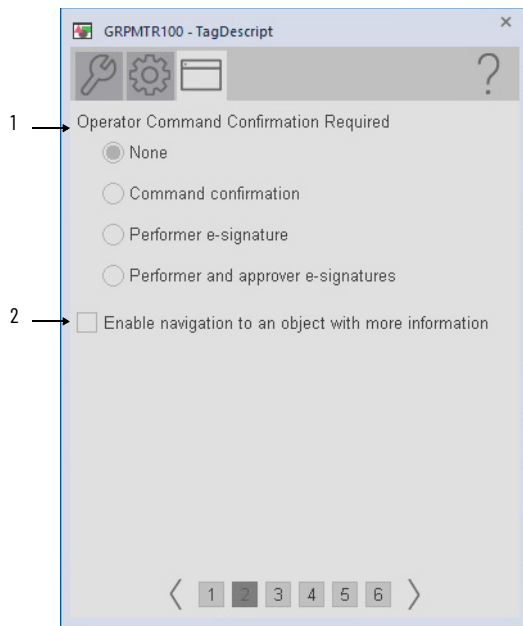 GRPMTR100 - TagDescript
?
1
Operator Command Confirmation Required
None
Command confirmation
Performer e-signature
Performer and approver e-signatures
2
Enable navigation to an object with more information
1 2 3 4 5 6